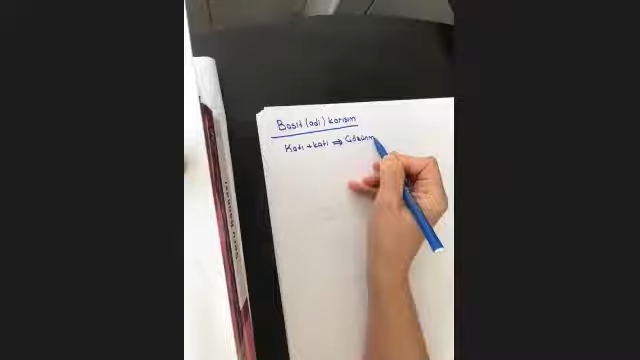 Basit (adi) karışım
Katı + katı ⇒ Çözünm